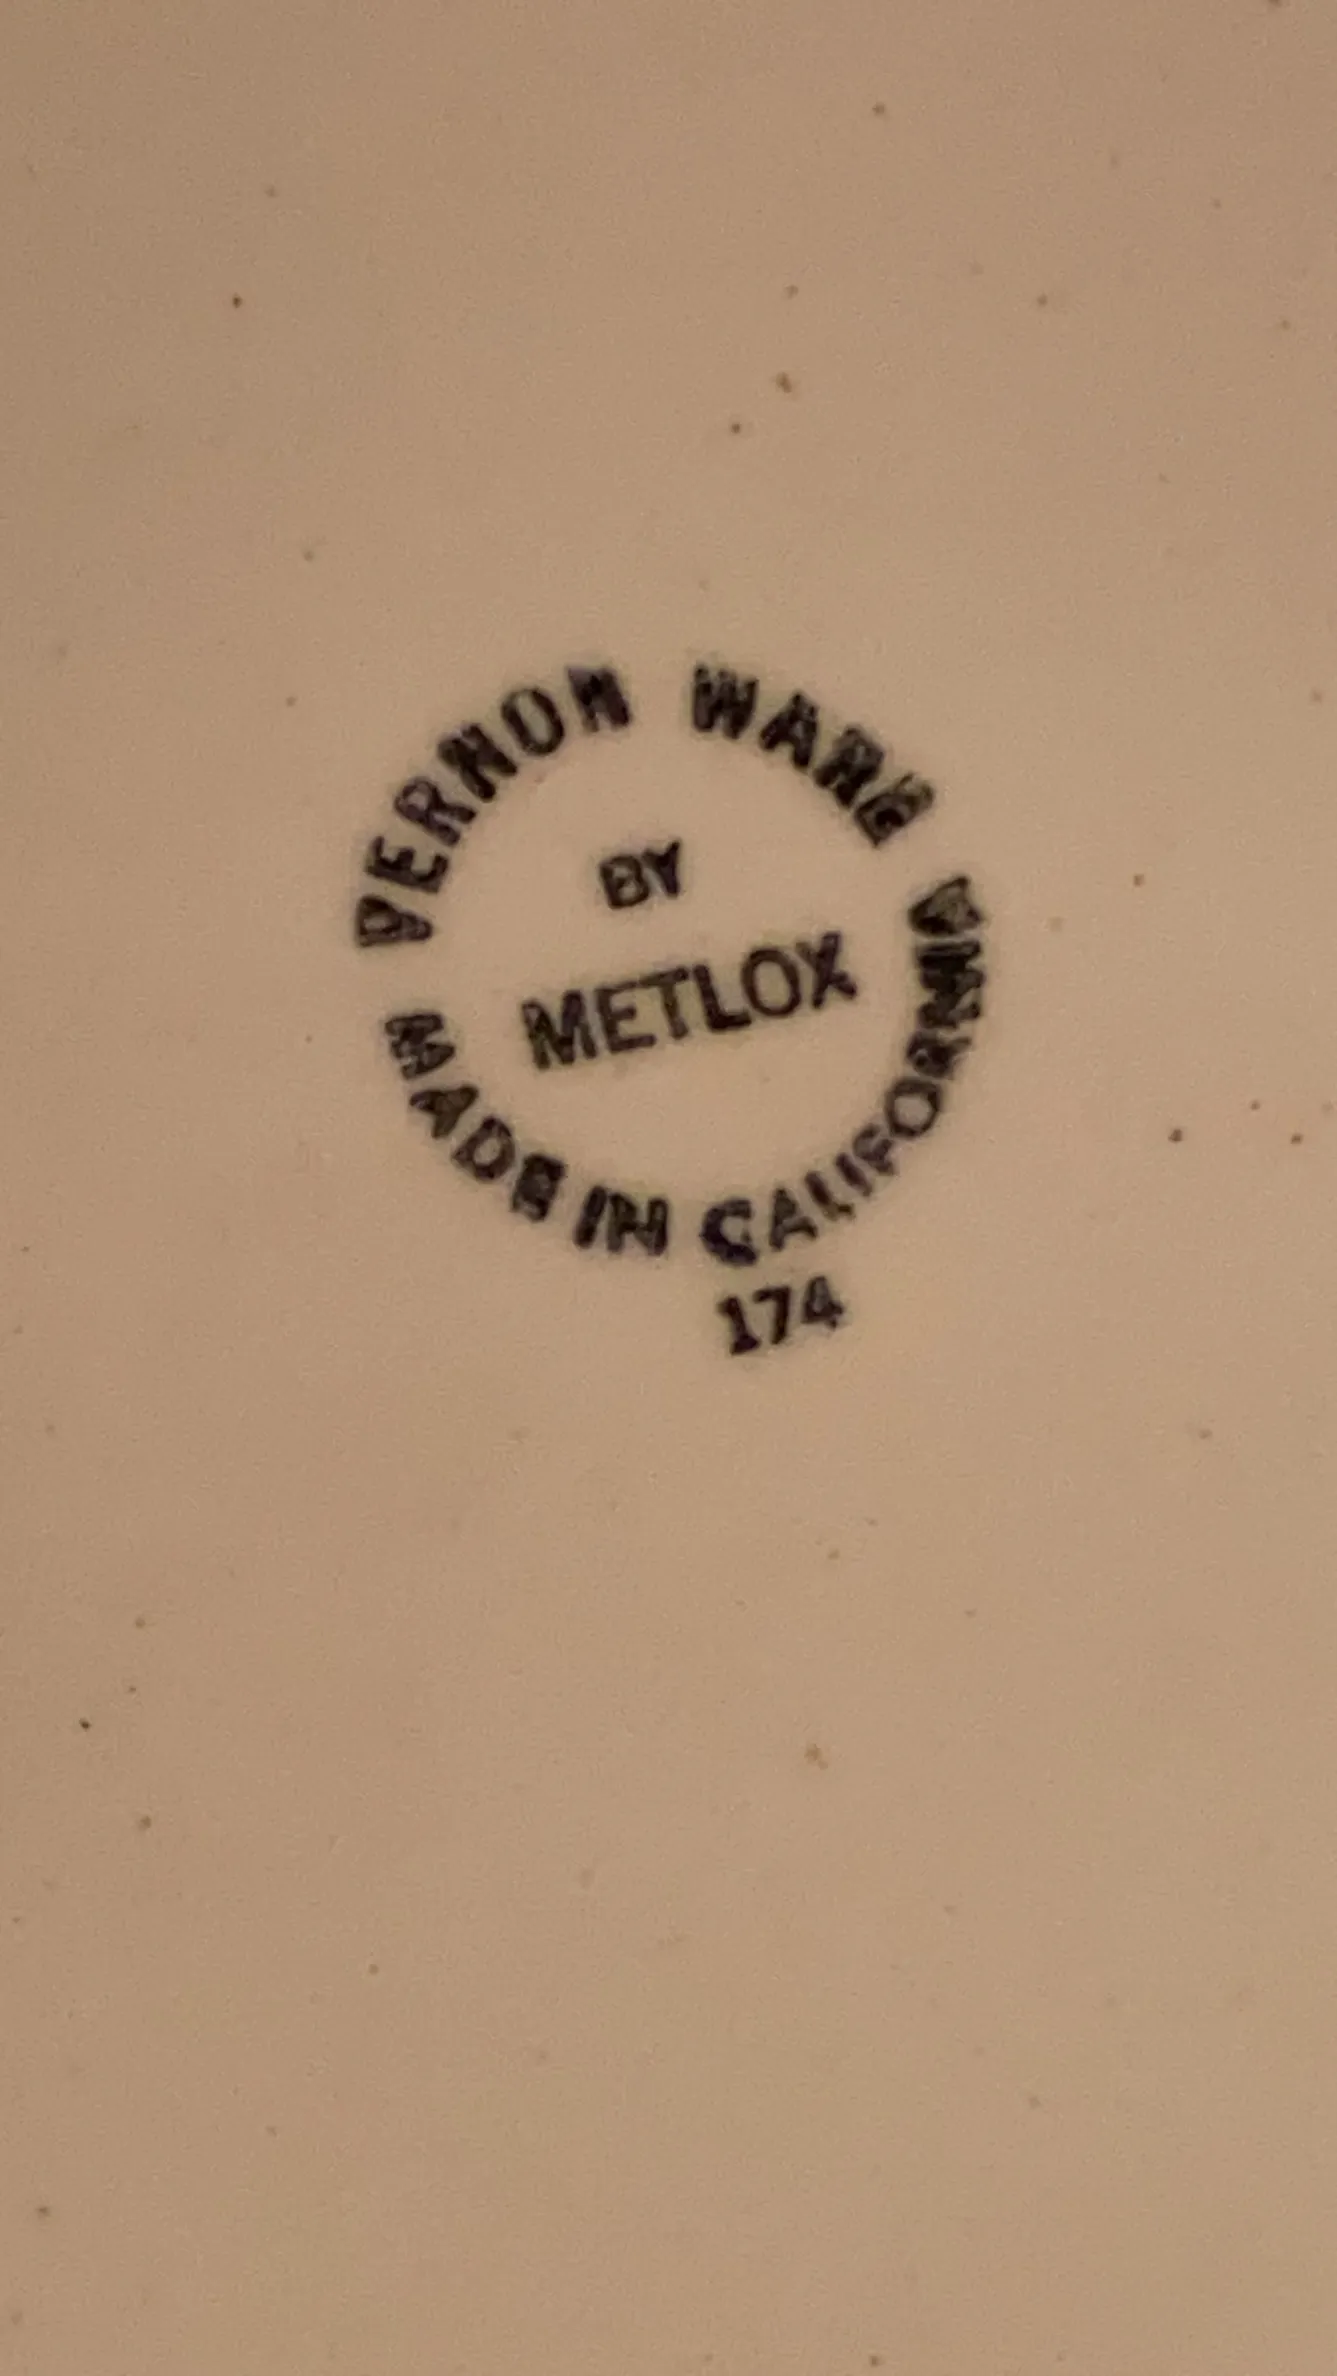 VERNON WARE
BY
METLOX
MADE IN CALIFORNIA
174